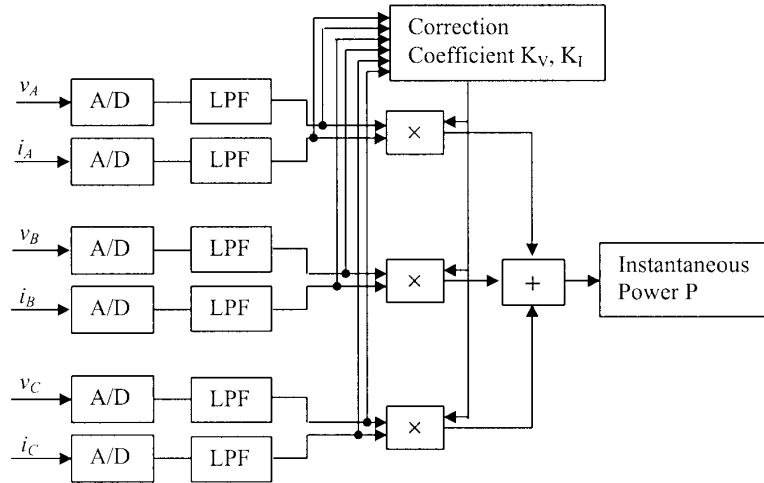 Correction
Coefficient K_V, K_I
v_A
A/D
LPF
×
i_A
A/D
LPF
v_B
A/D
LPF
×
+
Instantaneous
Power P
i_B
A/D
LPF
v_C
A/D
LPF
×
i_C
A/D
LPF